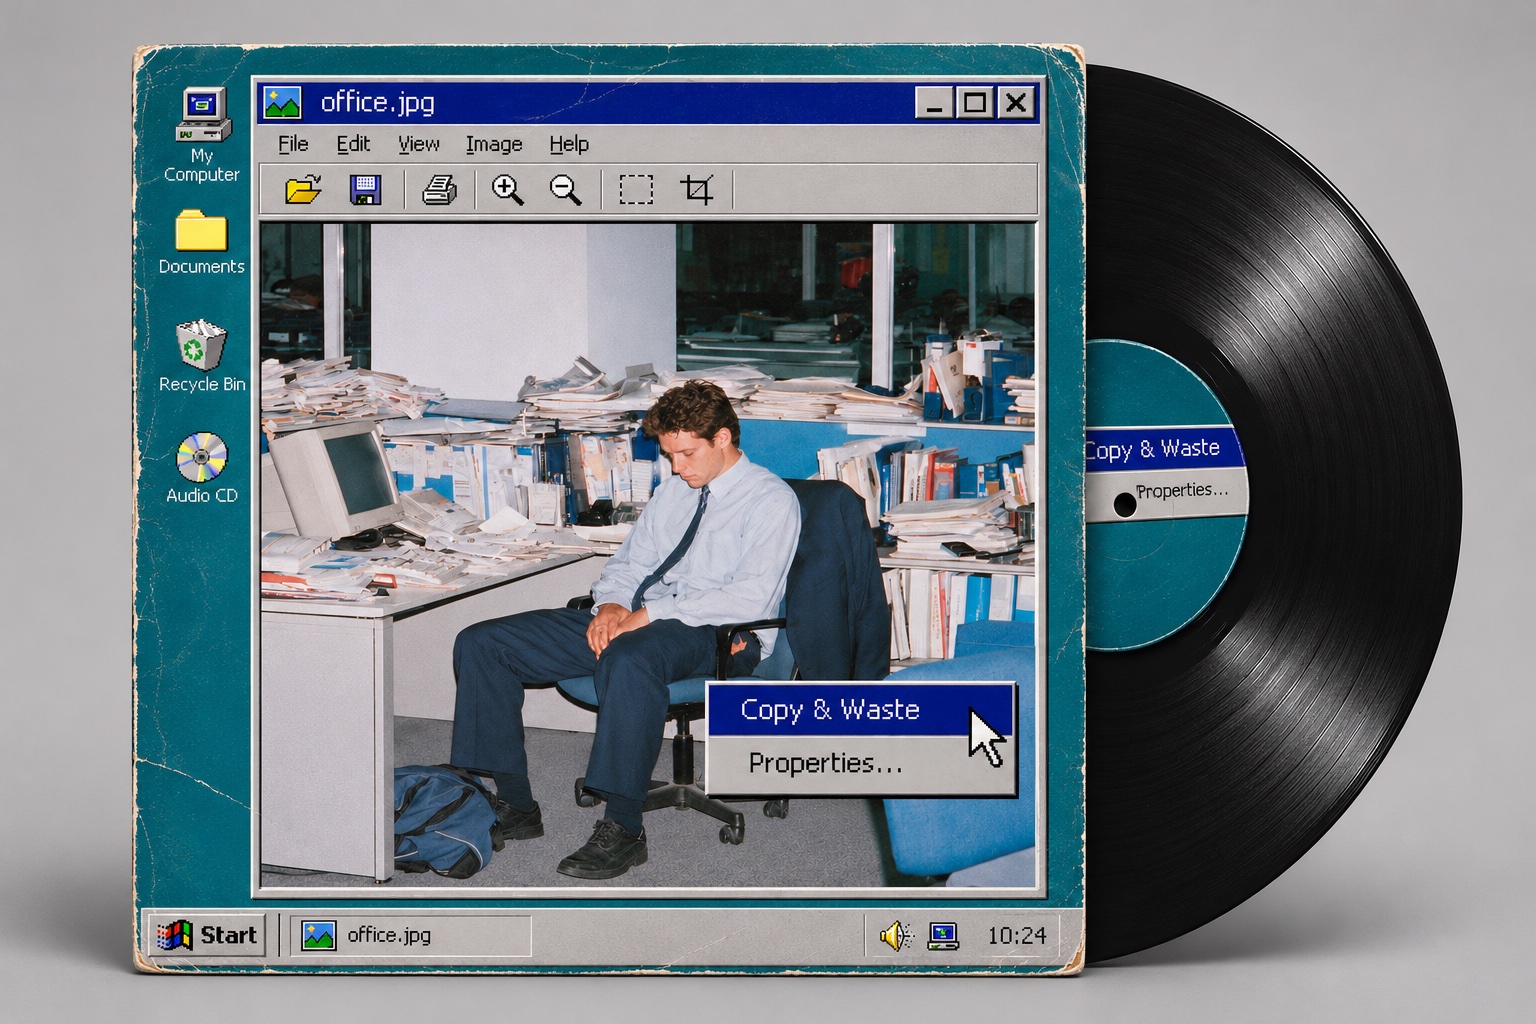 My
Computer
Documents
Recycle Bin
Audio CD
office.jpg
File Edit View Image Help
Copy & Waste
Properties...
Start
office.jpg
10:24
Copy & Waste
Properties...